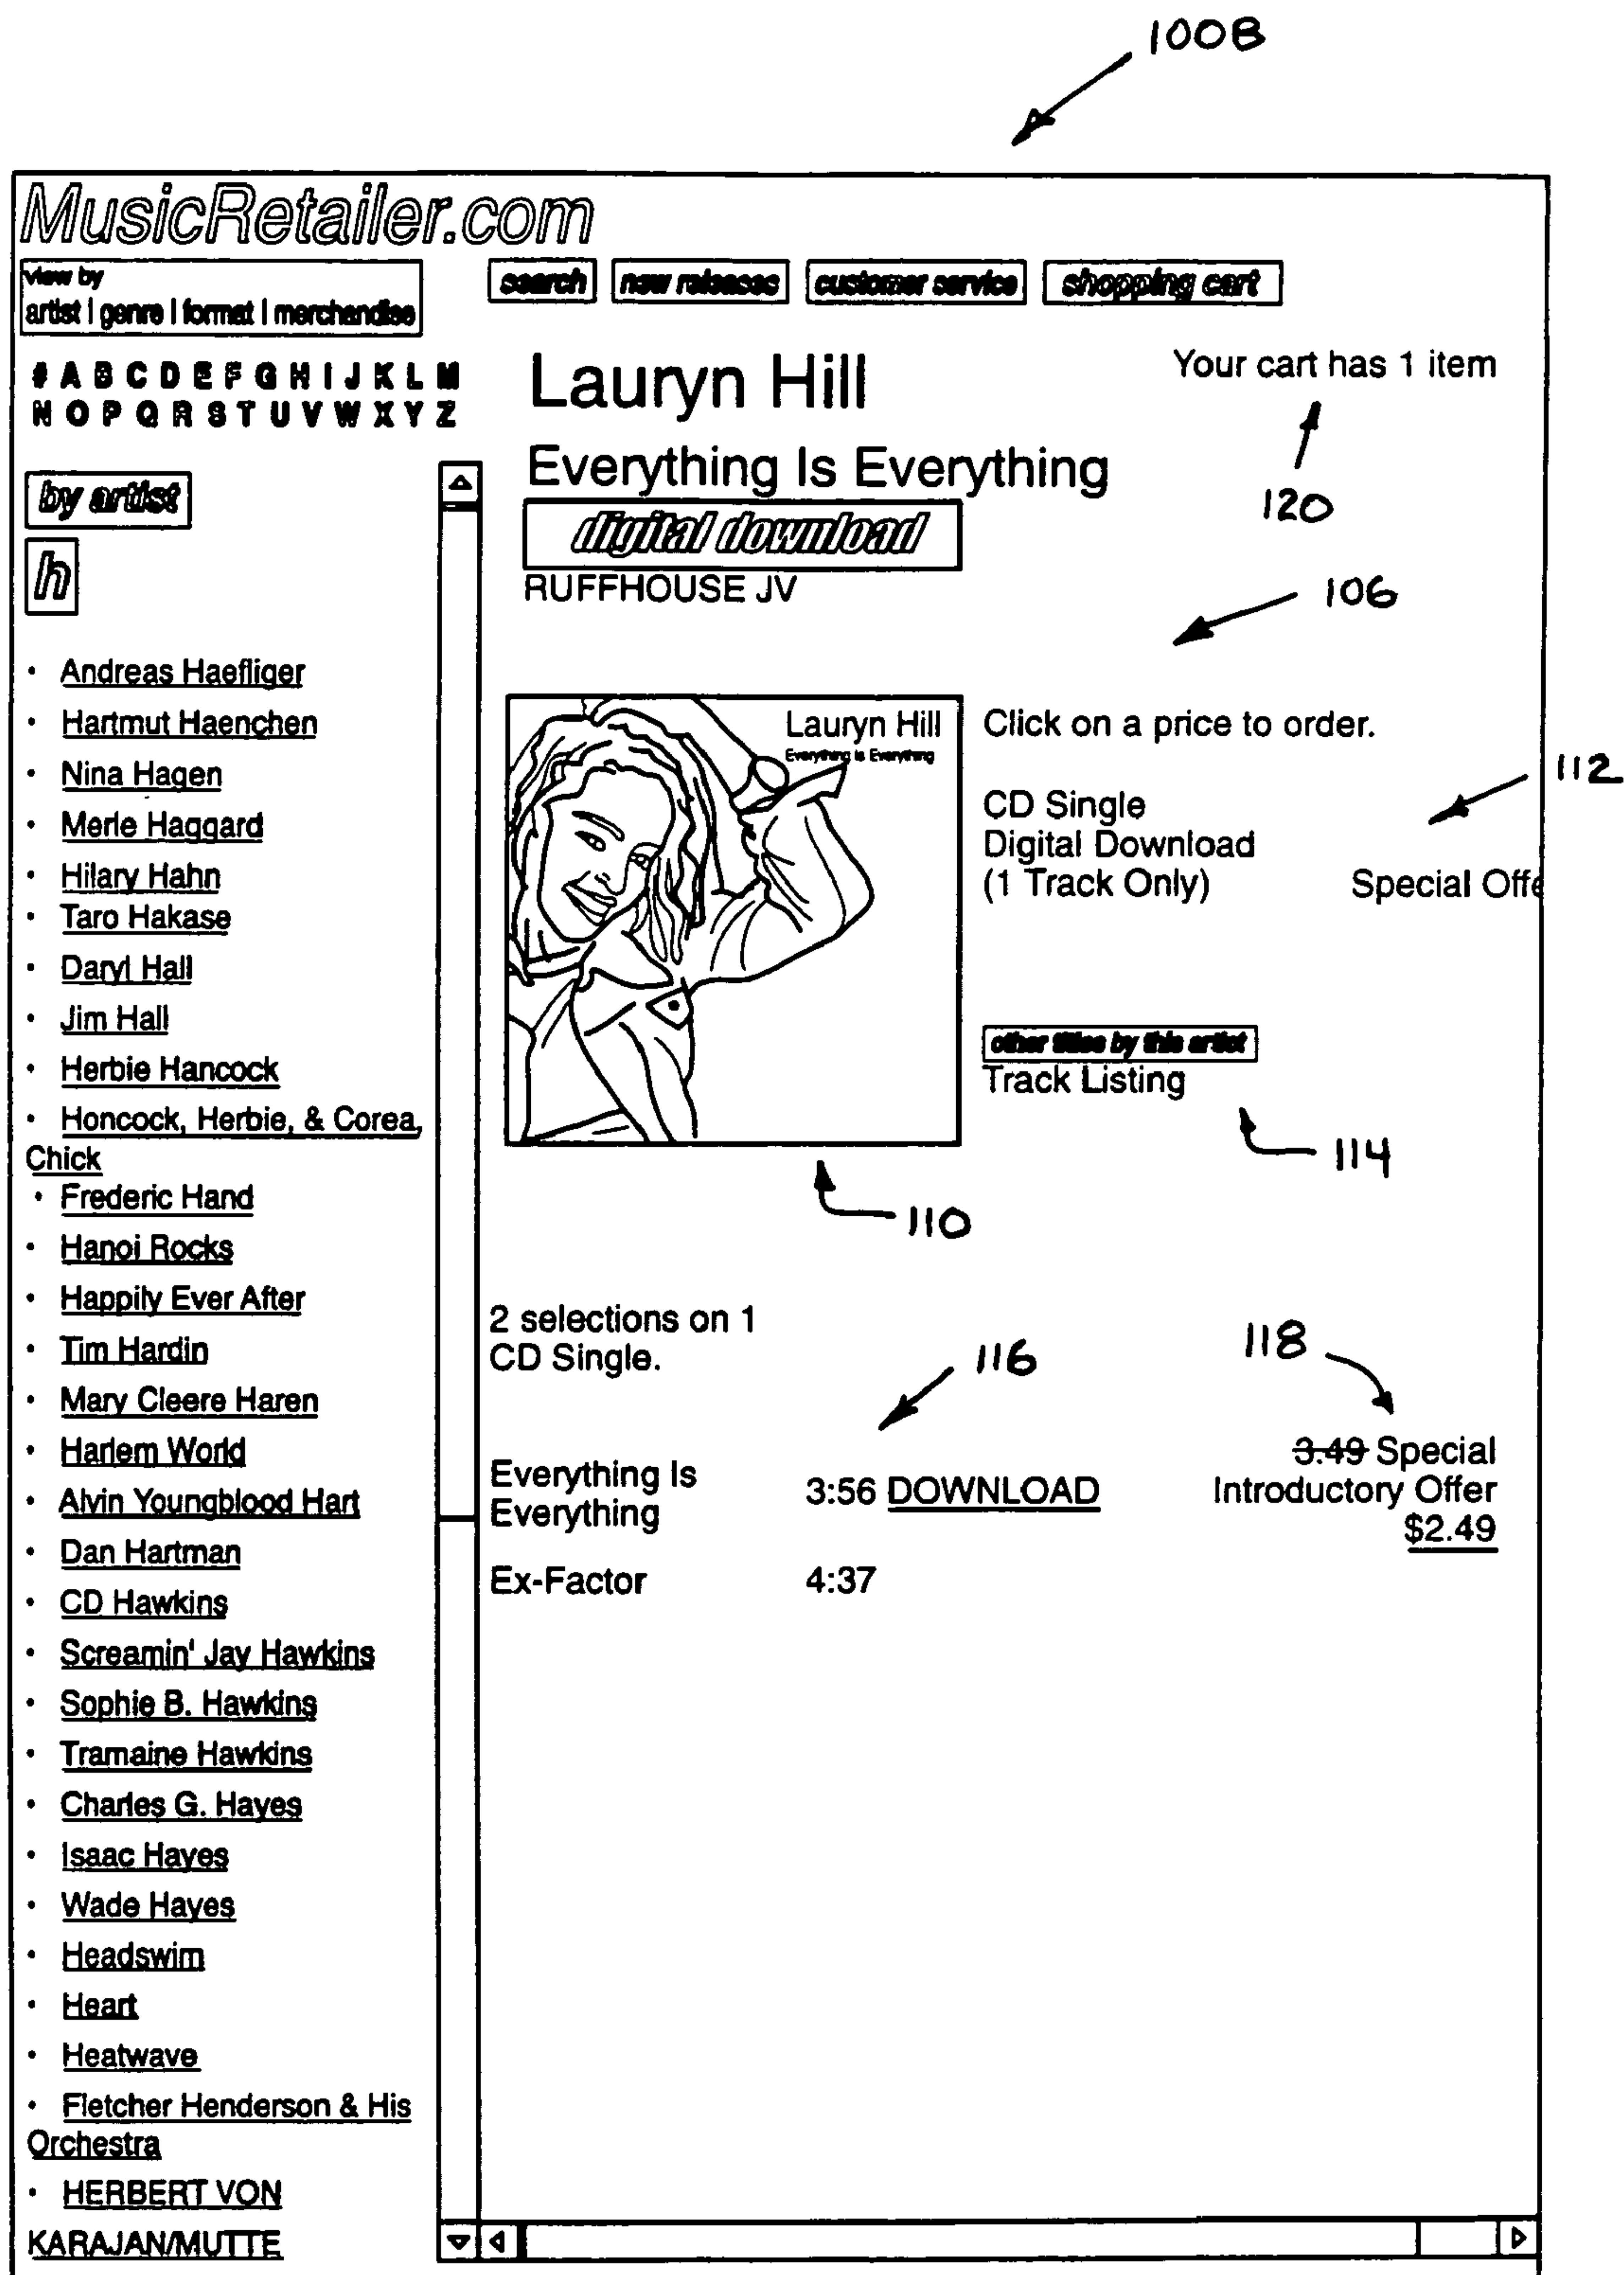 100B
MusicRetailer.com
view by
artist | genre | format | merchandise
search new releases customer service shopping cart
# A B C D E F G H I J K L M
N O P Q R S T U V W X Y Z
by artist
h
· Andreas Haefliger
· Hartmut Haenchen
· Nina Hagen
· Merle Haggard
· Hilary Hahn
· Taro Hakase
· Daryl Hall
· Jim Hall
· Herbie Hancock
· Honcock, Herbie, & Corea,
Chick
· Frederic Hand
· Hanoi Rocks
· Happily Ever After
· Tim Hardin
· Mary Cleere Haren
· Harlem World
· Alvin Youngblood Hart
· Dan Hartman
· CD Hawkins
· Screamin' Jay Hawkins
· Sophie B. Hawkins
· Tramaine Hawkins
· Charles G. Hayes
· Isaac Hayes
· Wade Hayes
· Headswim
· Heart
· Heatwave
· Fletcher Henderson & His
Orchestra
· HERBERT VON
KARAJAN/MUTTE
Lauryn Hill
Your cart has 1 item
120
Everything Is Everything
digital download
RUFFHOUSE JV
106
Lauryn Hill
Everything Is Everything
Click on a price to order.
112
CD Single
Digital Download
(1 Track Only) Special Offe
other titles by this artist
Track Listing
114
110
2 selections on 1
CD Single.
116
118
Everything Is
Everything
3:56 DOWNLOAD
3.49 Special
Introductory Offer
$2.49
Ex-Factor 4:37